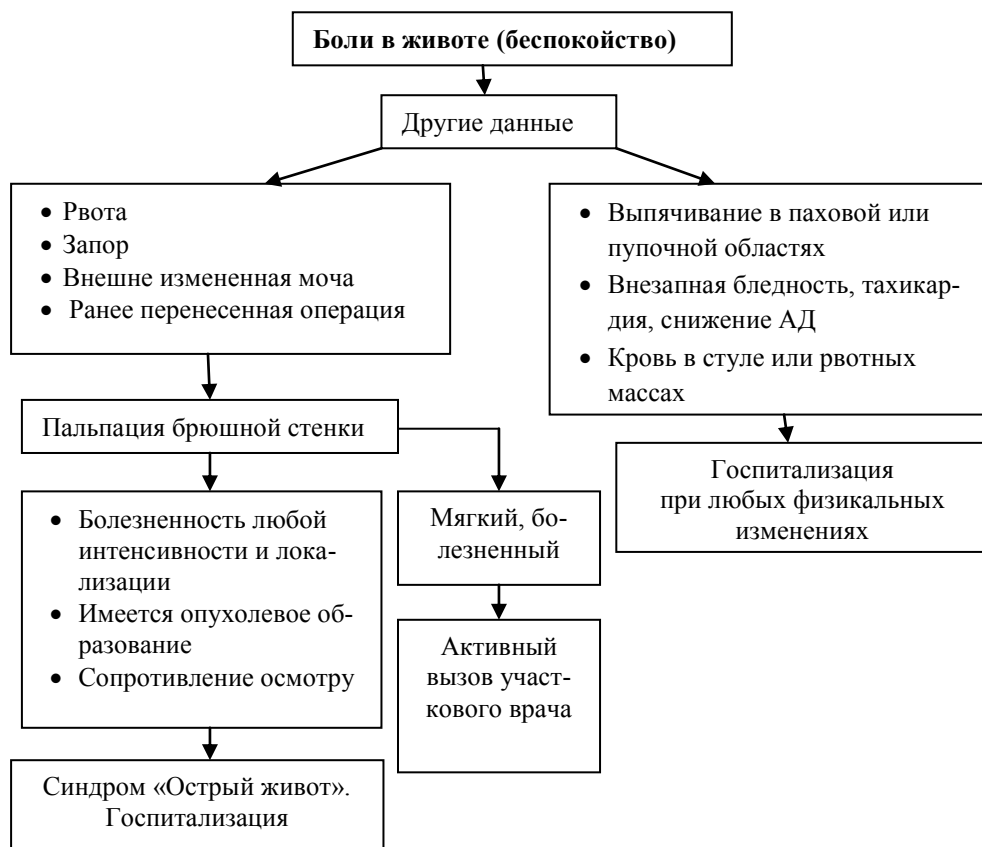 Боли в животе (беспокойство)
Другие данные
• Рвота
• Запор
• Внешне измененная моча
• Ранее перенесенная операция
• Выпячивание в паховой или
пупочной областях
• Внезапная бледность, тахикар-
дия, снижение АД
• Кровь в стуле или рвотных
массах
Пальпация брюшной стенки
Госпитализация
при любых физикальных
изменениях
• Болезненность любой
интенсивности и лока-
лизации
• Имеется опухолевое об-
разование
• Сопротивление осмотру
Мягкий, бо-
лезненный
Активный
вызов участ-
кового врача
Синдром «Острый живот».
Госпитализация